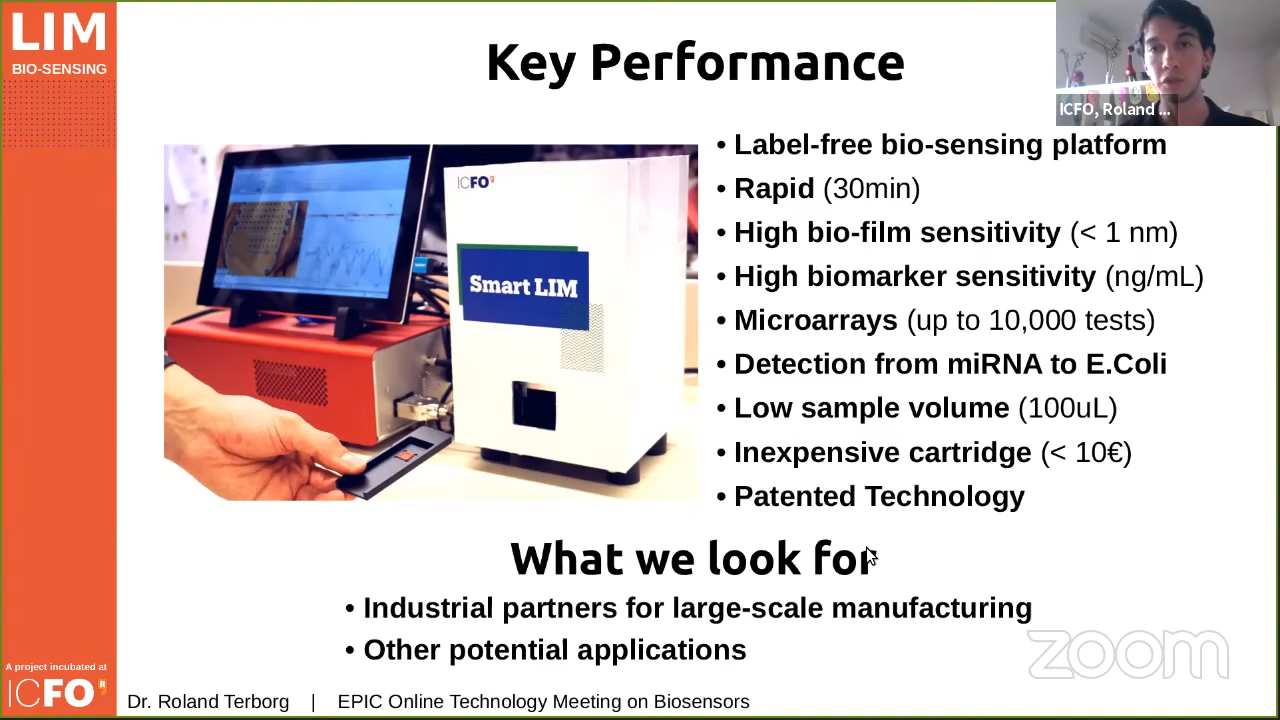 LIM
BIO-SENSING
Key Performance
ICFO, Roland ...
ICFO
Smart LIM
• Label-free bio-sensing platform
• Rapid (30min)
• High bio-film sensitivity (< 1 nm)
• High biomarker sensitivity (ng/mL)
• Microarrays (up to 10,000 tests)
• Detection from miRNA to E.Coli
• Low sample volume (100uL)
• Inexpensive cartridge (< 10€)
• Patented Technology
What we look for
• Industrial partners for large-scale manufacturing
• Other potential applications
zoom
A project incubated at
ICFO R
Dr. Roland Terborg | EPIC Online Technology Meeting on Biosensors